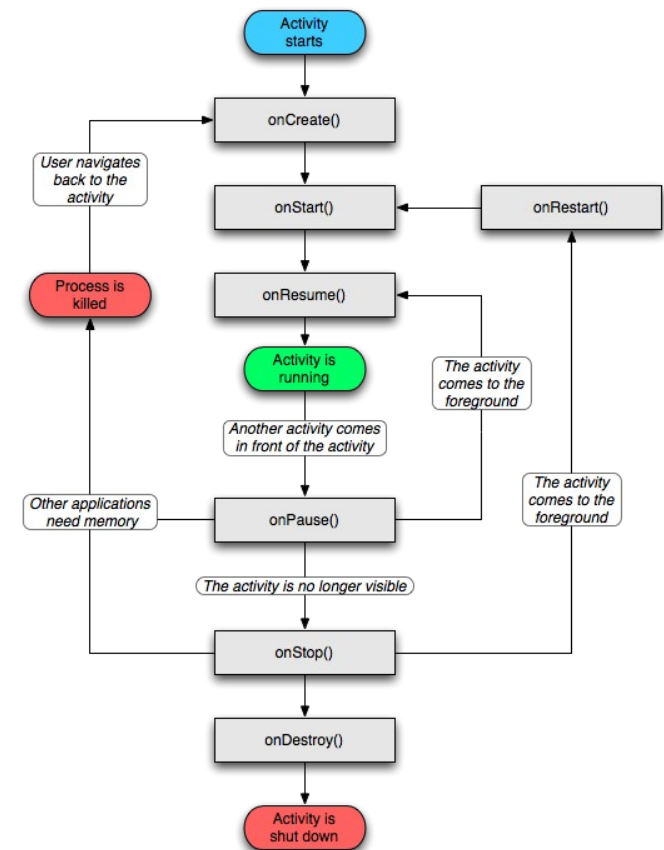 Activity
starts
onCreate()
User navigates
back to the
activity
onStart()
onRestart()
Process is
killed
onResume()
Activity is
running
The activity
comes to the
foreground
Another activity comes
in front of the activity
The activity
comes to the
foreground
Other applications
need memory
onPause()
The activity is no longer visible
onStop()
onDestroy()
Activity is
shut down